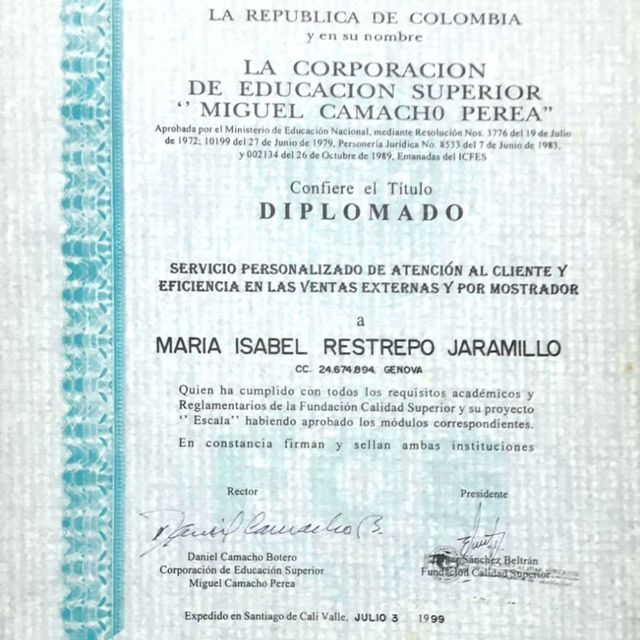 LA REPUBLICA DE COLOMBIA
y en su nombre
LA CORPORACION
DE EDUCACION SUPERIOR
‘’ MIGUEL CAMACH0 PEREA”
Aprobada por el Ministerio de Educación Nacional, mediante Resolución Nos. 3776 del 19 de Julio
de 1972; 10199 del 27 de Junio de 1979, Personería Jurídica No. 8533 del 7 de Junio de 1983,
y 002134 del 26 de Octubre de 1989, Emanadas del ICFES
Confiere el Título
DIPLOMADO
SERVICIO PERSONALIZADO DE ATENCIÓN AL CLIENTE Y
EFICIENCIA EN LAS VENTAS EXTERNAS Y POR MOSTRADOR
a
MARIA ISABEL RESTREPO JARAMILLO
CC. 24.674.894. GENOVA
Quien ha cumplido con todos los requisitos académicos y
Reglamentarios de la Fundación Calidad Superior y su proyecto
‘’ Escala” habiendo aprobado los módulos correspondientes.
En constancia firman y sellan ambas instituciones
Rector
Presidente
Daniel Camacho B.
Daniel Camacho Botero
Corporación de Educación Superior
Miguel Camacho Perea
Sánchez Beltrán
Fundación Calidad Superior
Expedido en Santiago de Cali Valle, JULIO 3 1999